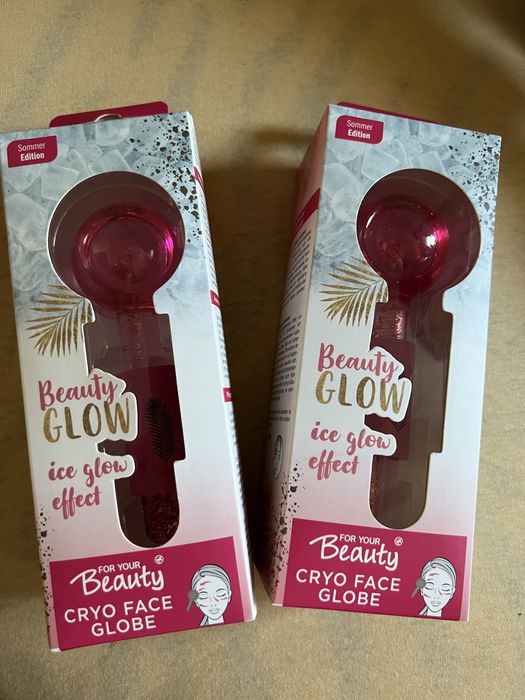 Sommer
Edition
Beauty
GLOW
ice glow
effect
FOR YOUR
Beauty
CRYO FACE
GLOBE
Sommer
Edition
Beauty
GLOW
ice glow
effect
FOR YOUR
Beauty
CRYO FACE
GLOBE